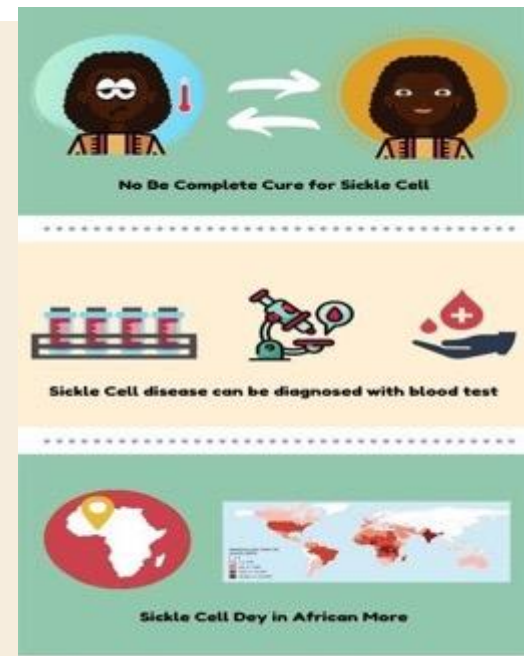 No Be Complete Cure for Sickle Cell
Sickle Cell disease can be diagnosed with blood test
Sickle Cell Dey in African More